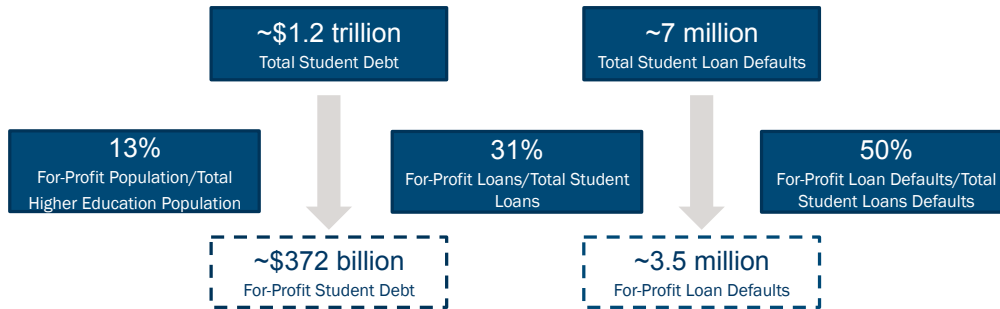 ~$1.2 trillion
Total Student Debt
~7 million
Total Student Loan Defaults
13%
For-Profit Population/Total
Higher Education Population
31%
For-Profit Loans/Total Student
Loans
50%
For-Profit Loan Defaults/Total
Student Loans Defaults
~$372 billion
For-Profit Student Debt
~3.5 million
For-Profit Loan Defaults